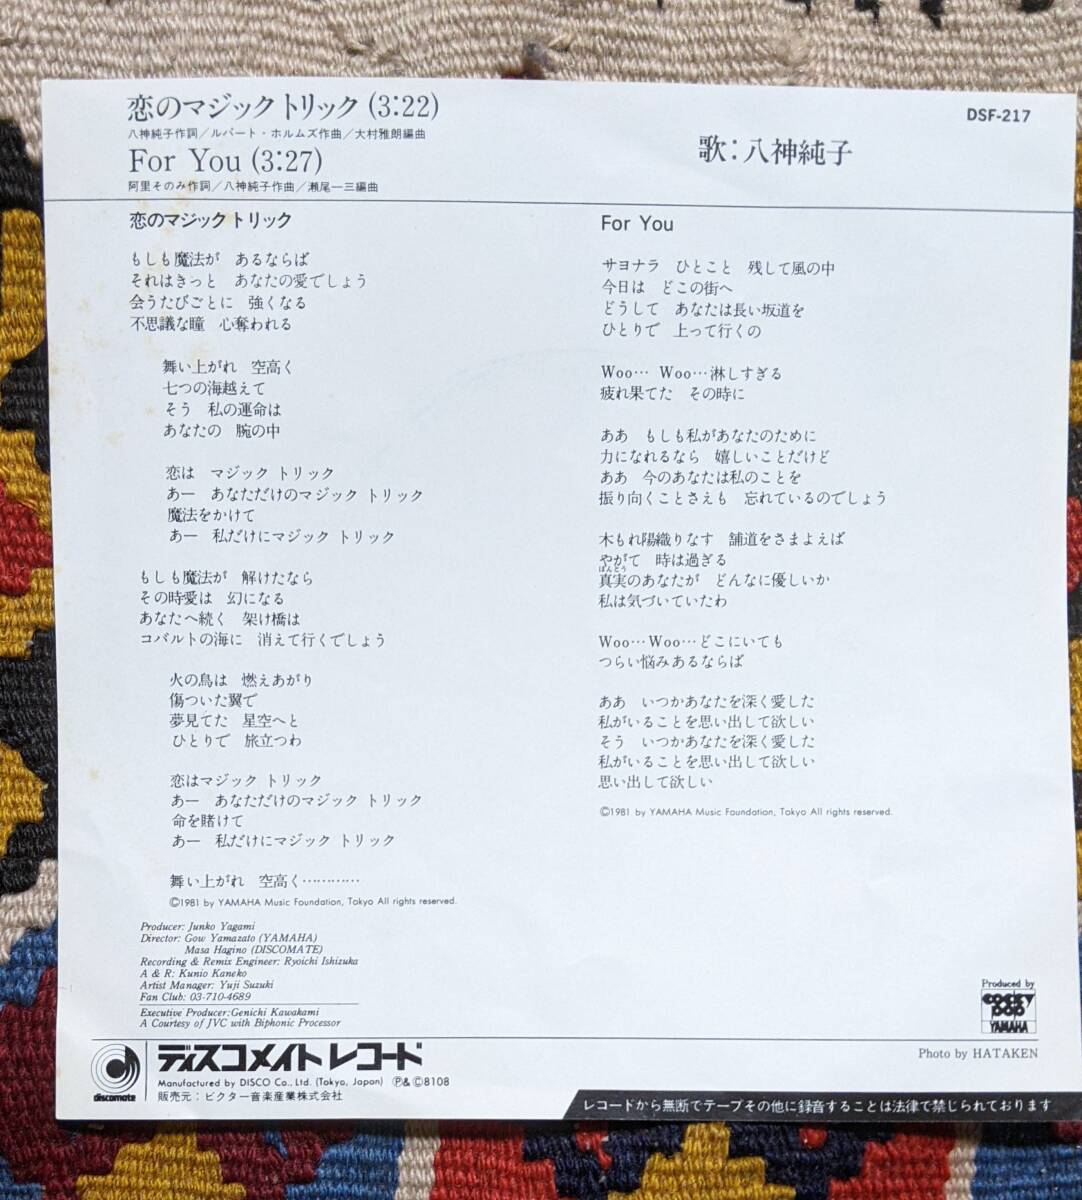 恋のマジック トリック (3:22)
八神純子作詞／ルパート・ホルムズ作曲／大村雅朗編曲
For You (3:27)
阿里そのみ作詞／八神純子作曲／瀬尾一三編曲
歌：八神純子
DSF-217
恋のマジック トリック
もしも魔法が　あるならば
それはきっと　あなたの愛でしょう
会うたびごとに　強くなる
不思議な瞳　心奪われる
舞い上がれ　空高く
七つの海越えて
そう　私の運命は
あなたの　腕の中
恋は　マジック トリック
あー　あなただけのマジック トリック
魔法をかけて
あー　私だけにマジック トリック
もしも魔法が　解けたなら
その時愛は　幻になる
あなたへ続く　架け橋は
コバルトの海に　消えて行くでしょう
火の鳥は　燃えあがり
傷ついた翼で
夢見てた　星空へと
ひとりで　旅立つわ
恋はマジック トリック
あー　あなただけのマジック トリック
命を賭けて
あー　私だけにマジック トリック
舞い上がれ　空高く…………
©1981 by YAMAHA Music Foundation, Tokyo All rights reserved.
Producer: Junko Yagami
Director: Gow Yamazato (YAMAHA)
Masa Hagino (DISCOMATE)
Recording & Remix Engineer: Ryoichi Ishizuka
A & R: Kunio Kaneko
Artist Manager: Yuji Suzuki
Fan Club: 03-710-4689
Executive Producer: Genichi Kawakami
A Courtesy of JVC with Biphonic Processor
For You
サヨナラ　ひとこと　残して風の中
今日は　どこの街へ
どうして　あなたは長い坂道を
ひとりで　上って行くの
Woo… Woo…淋しすぎる
疲れ果てた　その時に
ああ　もしも私があなたのために
力になれるなら　嬉しいことだけど
ああ　今のあなたは私のことを
振り向くことさえも　忘れているのでしょう
木もれ陽織りなす　舗道をさまよえば
やがて　時は過ぎる
ほんとう
真実のあなたが　どんなに優しいか
私は気づいていたわ
Woo… Woo…どこにいても
つらい悩みあるならば
ああ　いつかあなたを深く愛した
私がいることを思い出して欲しい
そう　いつかあなたを深く愛した
私がいることを思い出して欲しい
思い出して欲しい
©1981 by YAMAHA Music Foundation, Tokyo All rights reserved.
Produced by
cocky pop
YAMAHA
Photo by HATAKEN
discomate
ディスコメイト レコード
Manufactured by DISCO Co., Ltd. (Tokyo, Japan) Ⓟ&©8108
販売元：ビクター音楽産業株式会社
レコードから無断でテープその他に録音することは法律で禁じられております